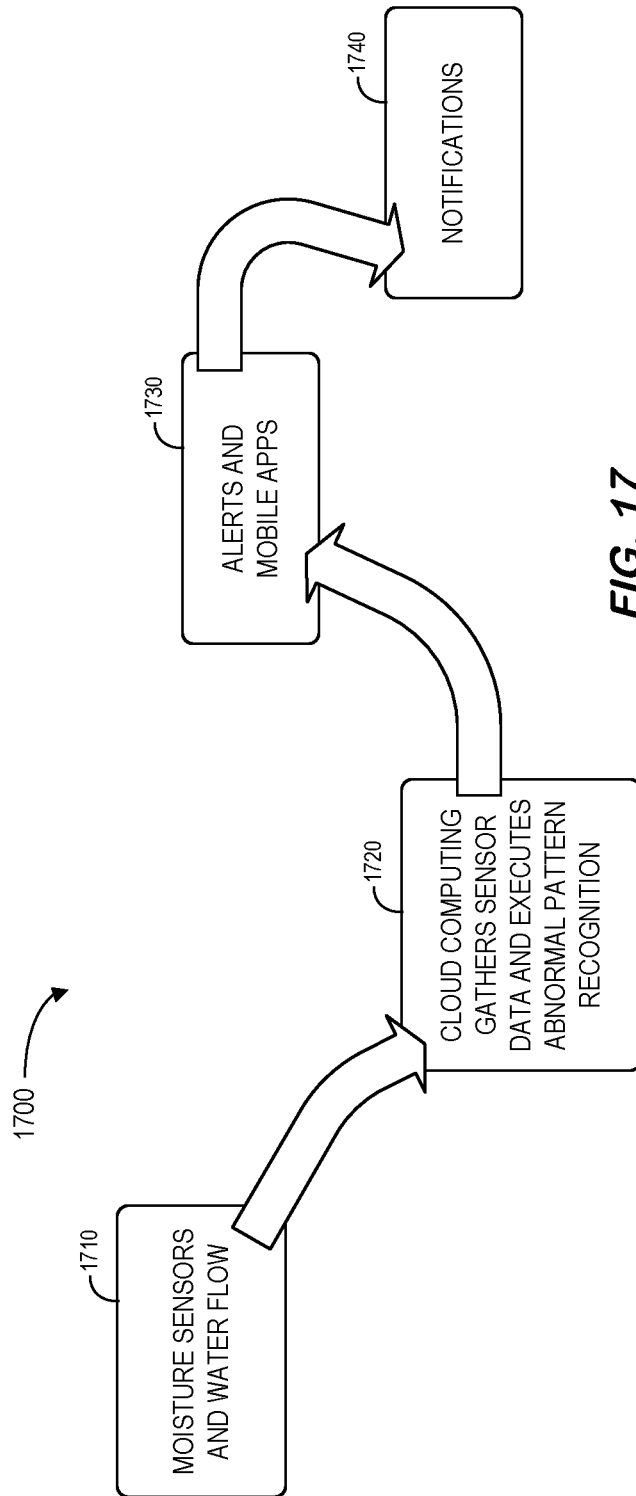 1700
1710
MOISTURE SENSORS
AND WATER FLOW
1720
CLOUD COMPUTING
GATHERS SENSOR
DATA AND EXECUTES
ABNORMAL PATTERN
RECOGNITION
1730
ALERTS AND
MOBILE APPS
1740
NOTIFICATIONS
FIG. 17